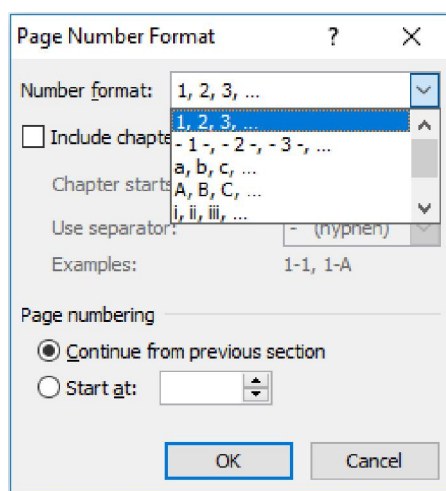 Page Number Format ?
Number format: 1, 2, 3, ...
1, 2, 3, ...
Include chapte
- 1 -, - 2 -, - 3 -, ...
a, b, c, ...
Chapter starts
A, B, C, ...
i, ii, iii, ...
Use separator: - (hyphen)
Examples: 1-1, 1-A
Page numbering
Continue from previous section
Start at:
OK Cancel